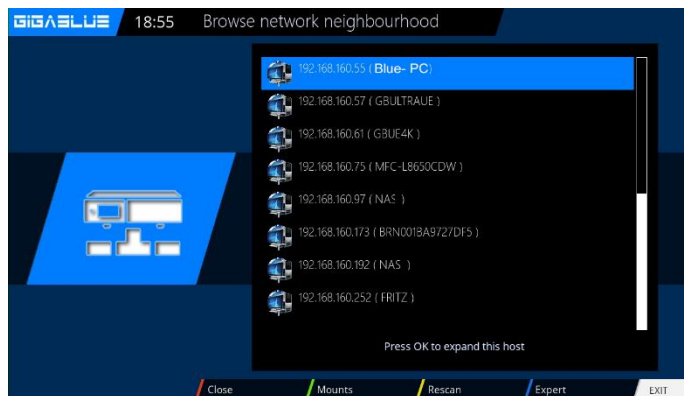 GIGABLUE 18:55 Browse network neighbourhood
192.168.160.55 ( Blue- PC)
192.168.160.57 ( GBULTRAUE )
192.168.160.61 ( GBUE4K )
192.168.160.75 ( MFC-L8650CDW )
192.168.160.97 ( NAS )
192.168.160.173 ( BRN001BA9727DF5 )
192.168.160.192 ( NAS )
192.168.160.252 ( FRITZ )
Press OK to expand this host
Close Mounts Rescan Expert EXIT